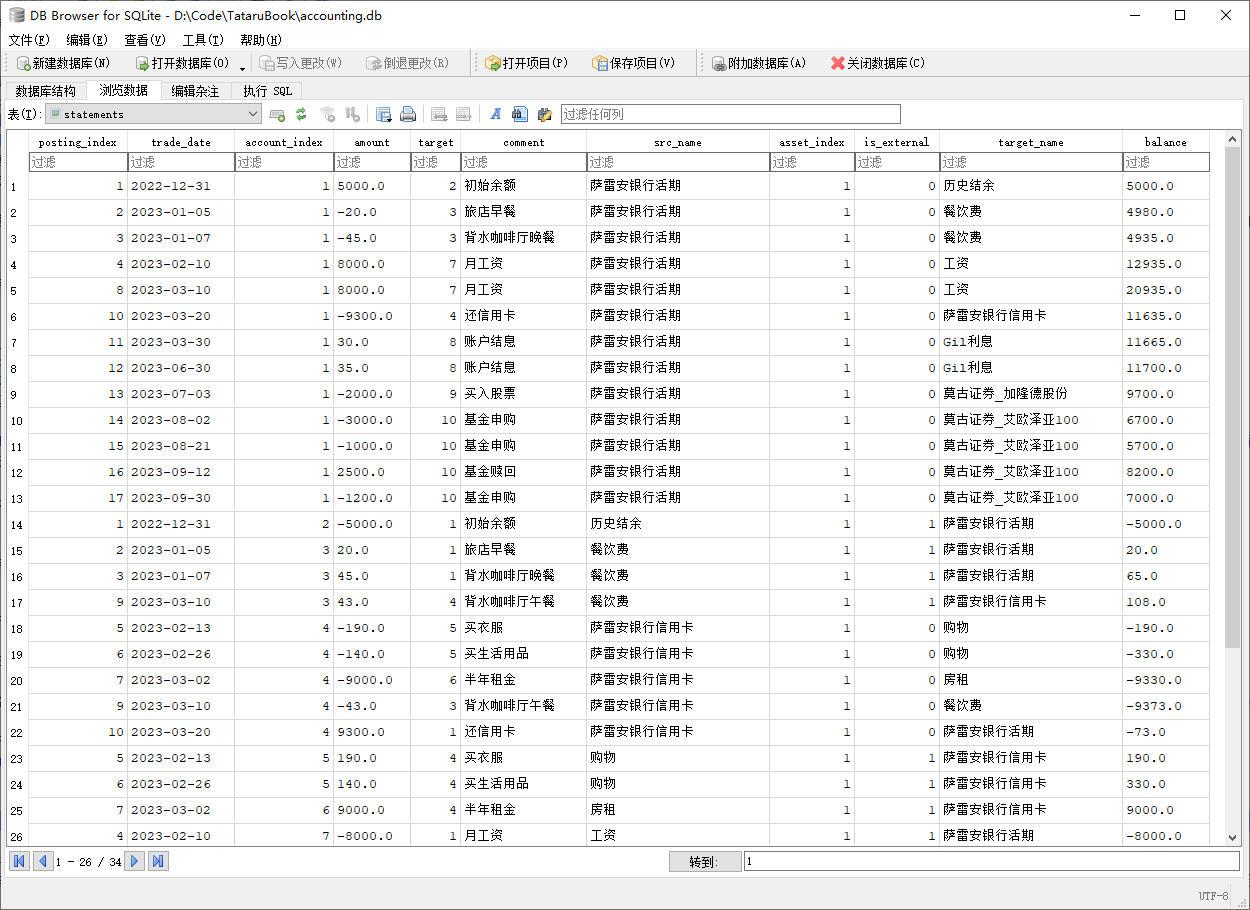 DB Browser for SQLite - D:\Code\TataruBook\accounting.db
文件(F) 编辑(E) 查看(V) 工具(T) 帮助(H)
新建数据库(N) 打开数据库(O) 写入更改(W) 倒退更改(R) 打开项目(P) 保存项目(V) 附加数据库(A) 关闭数据库(C)
数据库结构 浏览数据 编辑杂注 执行 SQL
表(T): statements 过滤任何列
posting_index trade_date account_index amount target comment src_name asset_index is_external target_name balance
过滤 过滤 过滤 过滤 过滤 过滤 过滤 过滤 过滤 过滤 过滤
1 1 2022-12-31 1 5000.0 2 初始余额 萨雷安银行活期 1 0 历史结余 5000.0
2 2 2023-01-05 1 -20.0 3 旅店早餐 萨雷安银行活期 1 0 餐饮费 4980.0
3 3 2023-01-07 1 -45.0 3 背水咖啡厅晚餐 萨雷安银行活期 1 0 餐饮费 4935.0
4 4 2023-02-10 1 8000.0 7 月工资 萨雷安银行活期 1 0 工资 12935.0
5 8 2023-03-10 1 8000.0 7 月工资 萨雷安银行活期 1 0 工资 20935.0
6 10 2023-03-20 1 -9300.0 4 还信用卡 萨雷安银行活期 1 0 萨雷安银行信用卡 11635.0
7 11 2023-03-30 1 30.0 8 账户结息 萨雷安银行活期 1 0 Gil利息 11665.0
8 12 2023-06-30 1 35.0 8 账户结息 萨雷安银行活期 1 0 Gil利息 11700.0
9 13 2023-07-03 1 -2000.0 9 买入股票 萨雷安银行活期 1 0 莫古证券_加隆德股份 9700.0
10 14 2023-08-02 1 -3000.0 10 基金申购 萨雷安银行活期 1 0 莫古证券_艾欧泽亚100 6700.0
11 15 2023-08-21 1 -1000.0 10 基金申购 萨雷安银行活期 1 0 莫古证券_艾欧泽亚100 5700.0
12 16 2023-09-12 1 2500.0 10 基金赎回 萨雷安银行活期 1 0 莫古证券_艾欧泽亚100 8200.0
13 17 2023-09-30 1 -1200.0 10 基金申购 萨雷安银行活期 1 0 莫古证券_艾欧泽亚100 7000.0
14 1 2022-12-31 2 -5000.0 1 初始余额 历史结余 1 1 萨雷安银行活期 -5000.0
15 2 2023-01-05 3 20.0 1 旅店早餐 餐饮费 1 1 萨雷安银行活期 20.0
16 3 2023-01-07 3 45.0 1 背水咖啡厅晚餐 餐饮费 1 1 萨雷安银行活期 65.0
17 9 2023-03-10 3 43.0 4 背水咖啡厅午餐 餐饮费 1 1 萨雷安银行信用卡 108.0
18 5 2023-02-13 4 -190.0 5 买衣服 萨雷安银行信用卡 1 0 购物 -190.0
19 6 2023-02-26 4 -140.0 5 买生活用品 萨雷安银行信用卡 1 0 购物 -330.0
20 7 2023-03-02 4 -9000.0 6 半年租金 萨雷安银行信用卡 1 0 房租 -9330.0
21 9 2023-03-10 4 -43.0 3 背水咖啡厅午餐 萨雷安银行信用卡 1 0 餐饮费 -9373.0
22 10 2023-03-20 4 9300.0 1 还信用卡 萨雷安银行信用卡 1 0 萨雷安银行活期 -73.0
23 5 2023-02-13 5 190.0 4 买衣服 购物 1 1 萨雷安银行信用卡 190.0
24 6 2023-02-26 5 140.0 4 买生活用品 购物 1 1 萨雷安银行信用卡 330.0
25 7 2023-03-02 6 9000.0 4 半年租金 房租 1 1 萨雷安银行信用卡 9000.0
26 4 2023-02-10 7 -8000.0 1 月工资 工资 1 1 萨雷安银行活期 -8000.0
1 - 26 / 34 转到: 1
UTF-8